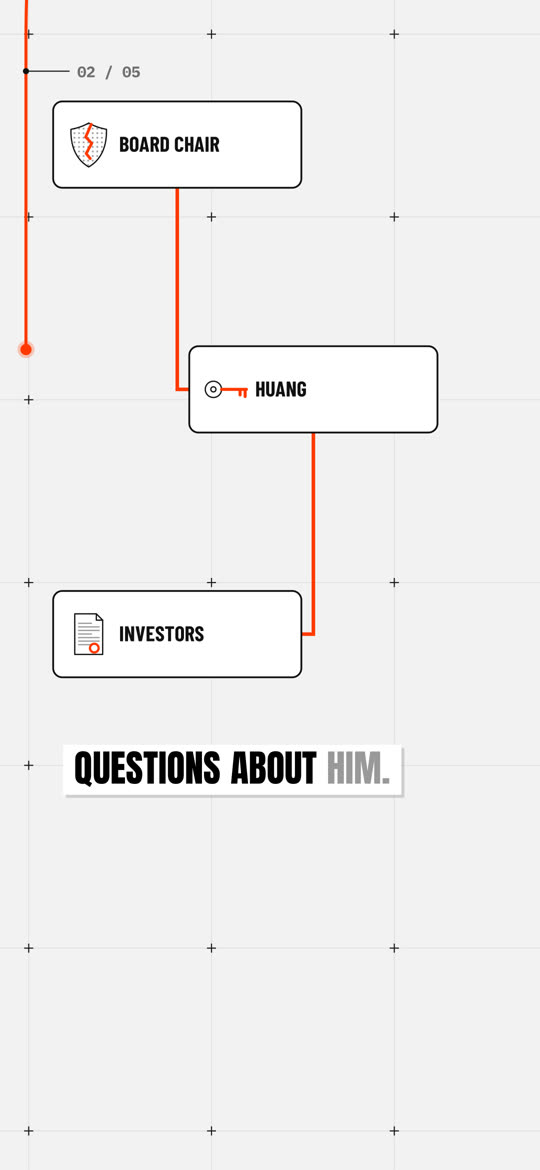 02 / 05
BOARD CHAIR
HUANG
INVESTORS
QUESTIONS ABOUT HIM.